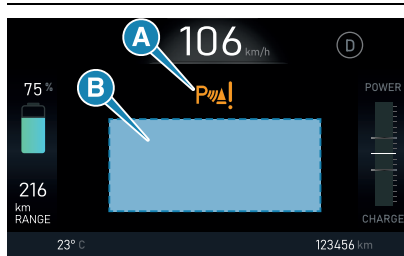 A
106 km/h
D
P!
75 %
B
POWER
216
km
RANGE
CHARGE
23° C
123456 km